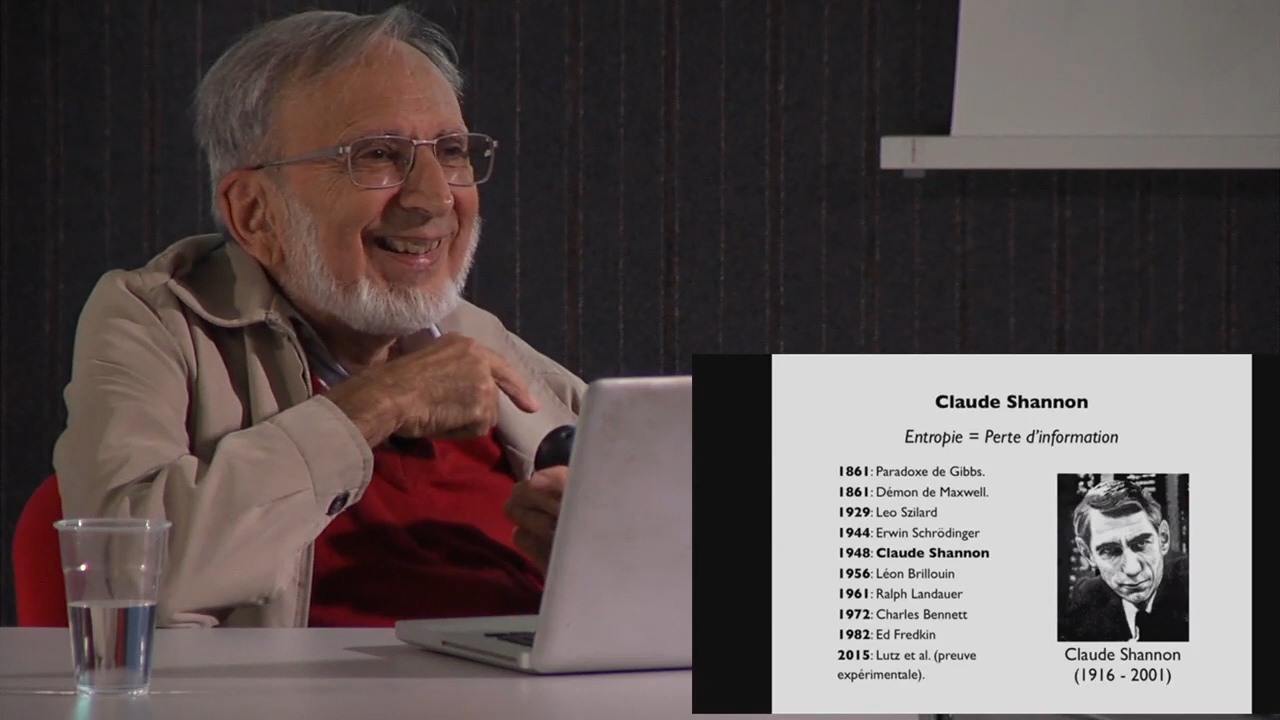 Claude Shannon
Entropie = Perte d'information
1861: Paradoxe de Gibbs.
1861: Démon de Maxwell.
1929: Leo Szilard
1944: Erwin Schrödinger
1948: Claude Shannon
1956: Léon Brillouin
1961: Ralph Landauer
1972: Charles Bennett
1982: Ed Fredkin
2015: Lutz et al. (preuve
expérimentale).
Claude Shannon
(1916 - 2001)